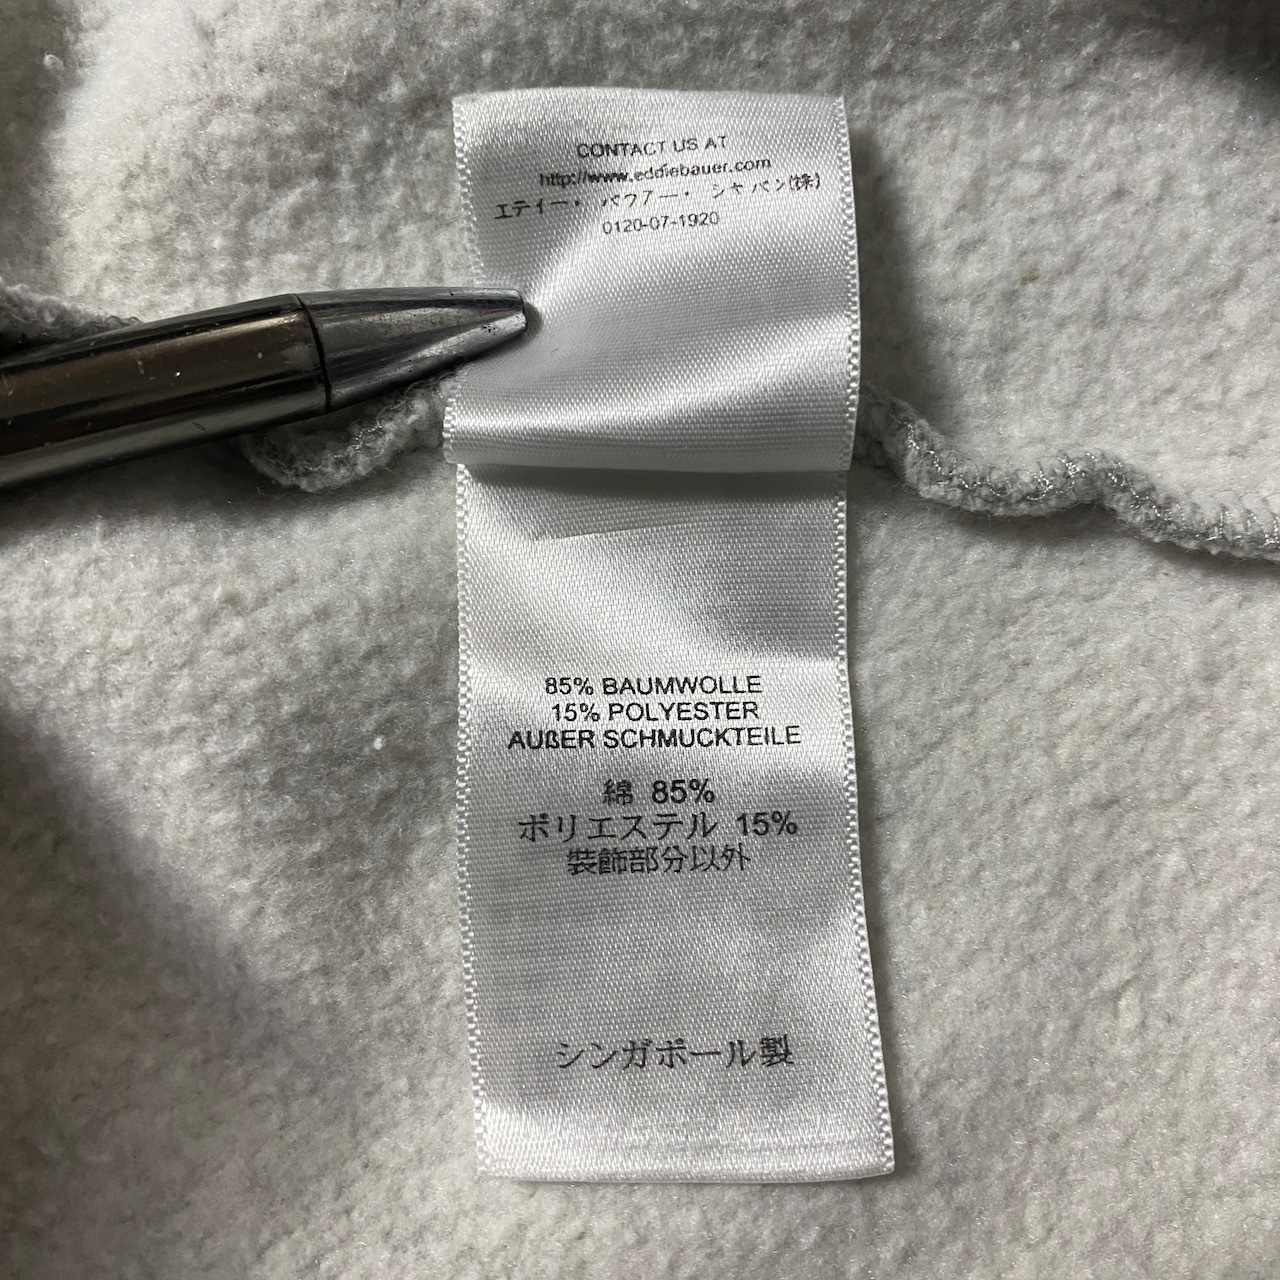 CONTACT US AT
http://www.eddiebauer.com
エディー・バウアー・ジャパン(株)
0120-07-1920
85% BAUMWOLLE
15% POLYESTER
AUßER SCHMUCKTEILE
綿 85%
ポリエステル 15%
装飾部分以外
シンガポール製